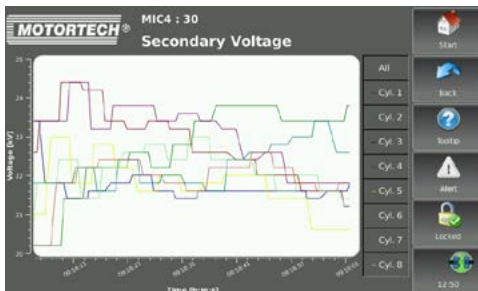 MOTORTECH®
MIC4 : 30
Secondary Voltage
Start
Back
Tooltip
Alert
Locked
12:50
All
Cyl. 1
Cyl. 2
Cyl. 3
Cyl. 4
Cyl. 5
Cyl. 6
Cyl. 7
Cyl. 8
Voltage [kV]
25
24
23
22
21
20
Time [h:m:s]